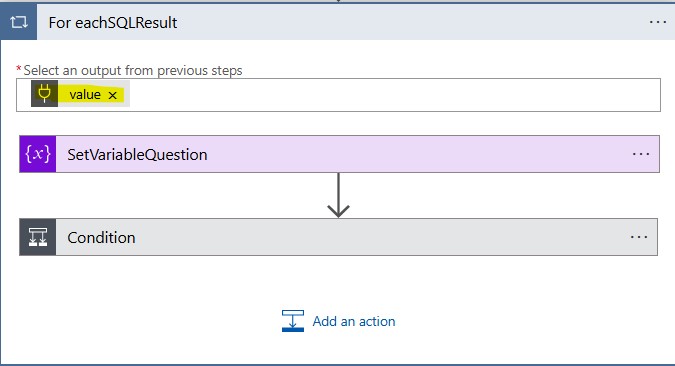 For eachSQLResult ...
* Select an output from previous steps
value ×
{x} SetVariableQuestion ...
Condition ...
Add an action